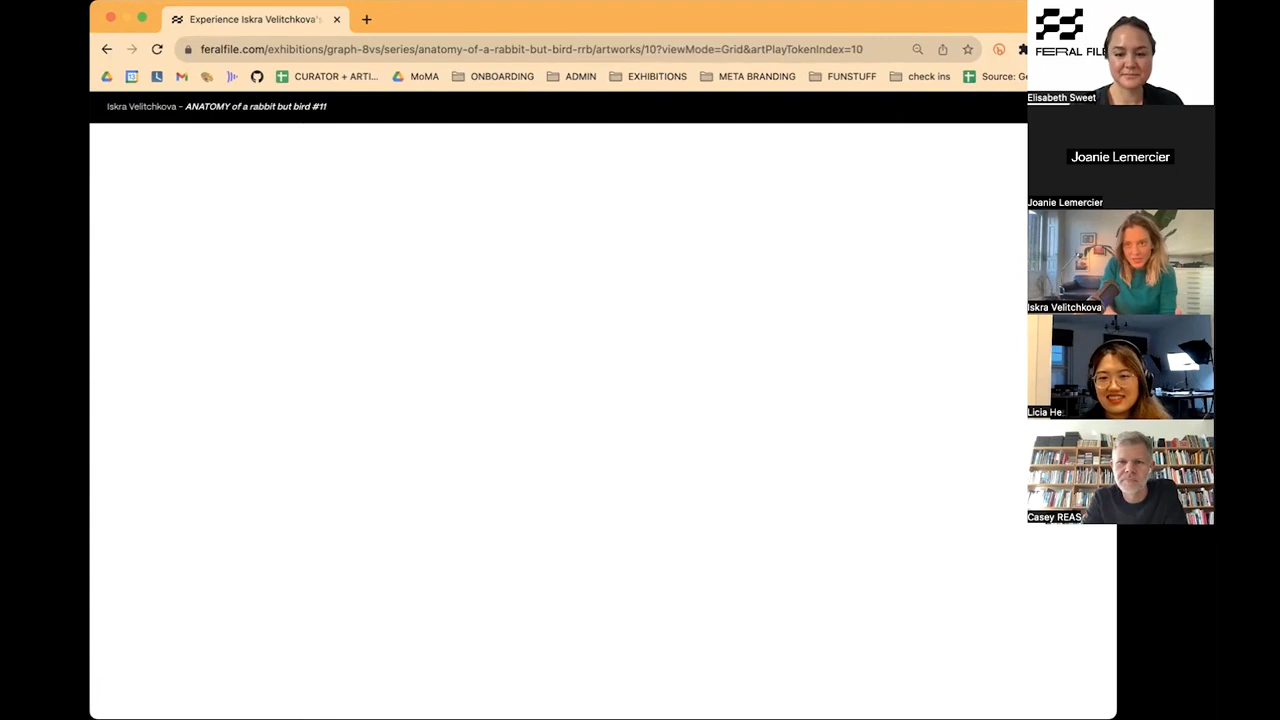 Experience Iskra Velitchkova's
feralfile.com/exhibitions/graph-8vs/series/anatomy-of-a-rabbit-but-bird-rrb/artworks/10?viewMode=Grid&artPlayTokenIndex=10
CURATOR + ARTI... MoMA ONBOARDING ADMIN EXHIBITIONS META BRANDING FUNSTUFF check ins Source: Ge
Iskra Velitchkova – ANATOMY of a rabbit but bird #11
FERAL FILE
Elisabeth Sweet
Joanie Lemercier
Joanie Lemercier
Iskra Velitchkova
Licia He
Casey REAS